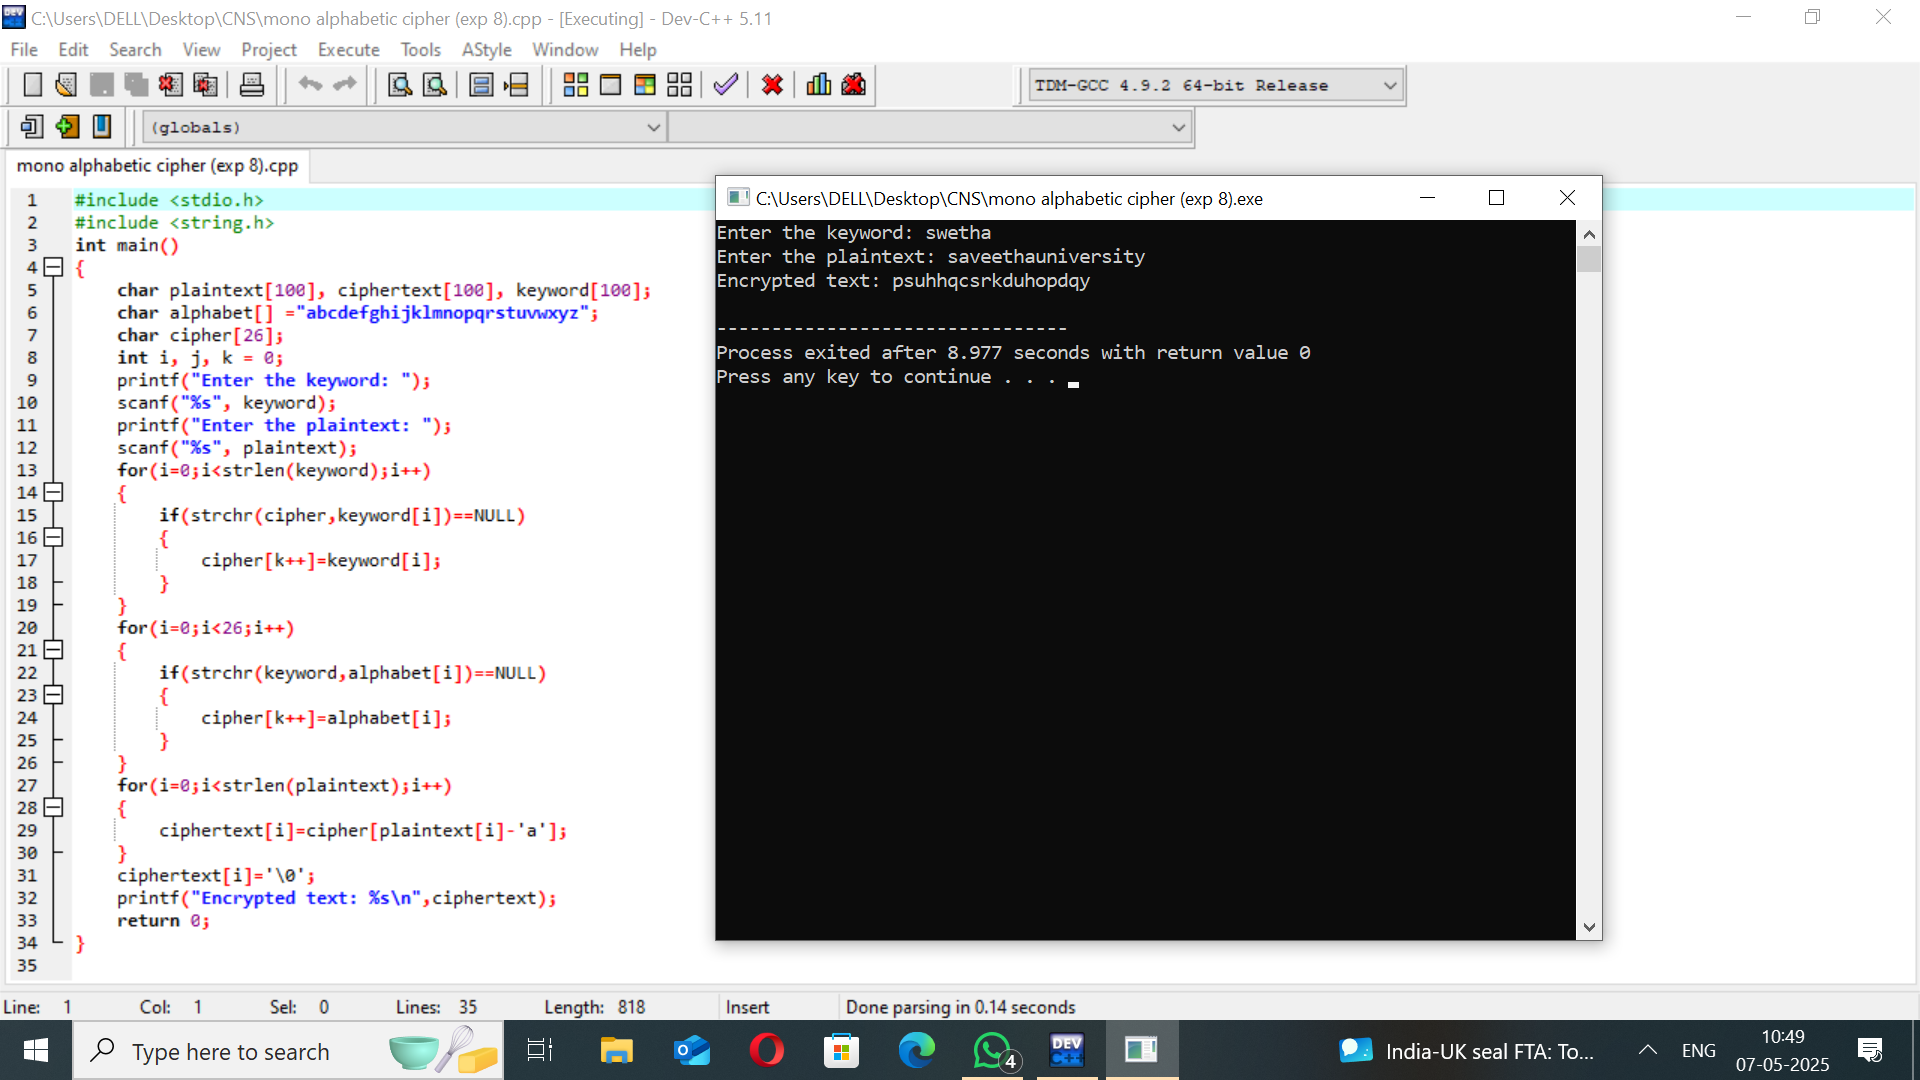 C:\Users\DELL\Desktop\CNS\mono alphabetic cipher (exp 8).cpp - [Executing] - Dev-C++ 5.11
File Edit Search View Project Execute Tools AStyle Window Help
TDM-GCC 4.9.2 64-bit Release
(globals)
mono alphabetic cipher (exp 8).cpp
1 #include <stdio.h>
2 #include <string.h>
3 int main()
4 {
5 char plaintext[100], ciphertext[100], keyword[100];
6 char alphabet[] ="abcdefghijklmnopqrstuvwxyz";
7 char cipher[26];
8 int i, j, k = 0;
9 printf("Enter the keyword: ");
10 scanf("%s", keyword);
11 printf("Enter the plaintext: ");
12 scanf("%s", plaintext);
13 for(i=0;i<strlen(keyword);i++)
14 {
15 if(strchr(cipher,keyword[i])==NULL)
16 {
17 cipher[k++]=keyword[i];
18 }
19 }
20 for(i=0;i<26;i++)
21 {
22 if(strchr(keyword,alphabet[i])==NULL)
23 {
24 cipher[k++]=alphabet[i];
25 }
26 }
27 for(i=0;i<strlen(plaintext);i++)
28 {
29 ciphertext[i]=cipher[plaintext[i]-'a'];
30 }
31 ciphertext[i]='\0';
32 printf("Encrypted text: %s\n",ciphertext);
33 return 0;
34 }
35
C:\Users\DELL\Desktop\CNS\mono alphabetic cipher (exp 8).exe
Enter the keyword: swetha
Enter the plaintext: saveethauniversity
Encrypted text: psuhhqcsrkduhopdqy
--------------------------------
Process exited after 8.977 seconds with return value 0
Press any key to continue . . .
Line: 1 Col: 1 Sel: 0 Lines: 35 Length: 818 Insert Done parsing in 0.14 seconds
Type here to search
4
DEV C++
India-UK seal FTA: To...
ENG
10:49
07-05-2025